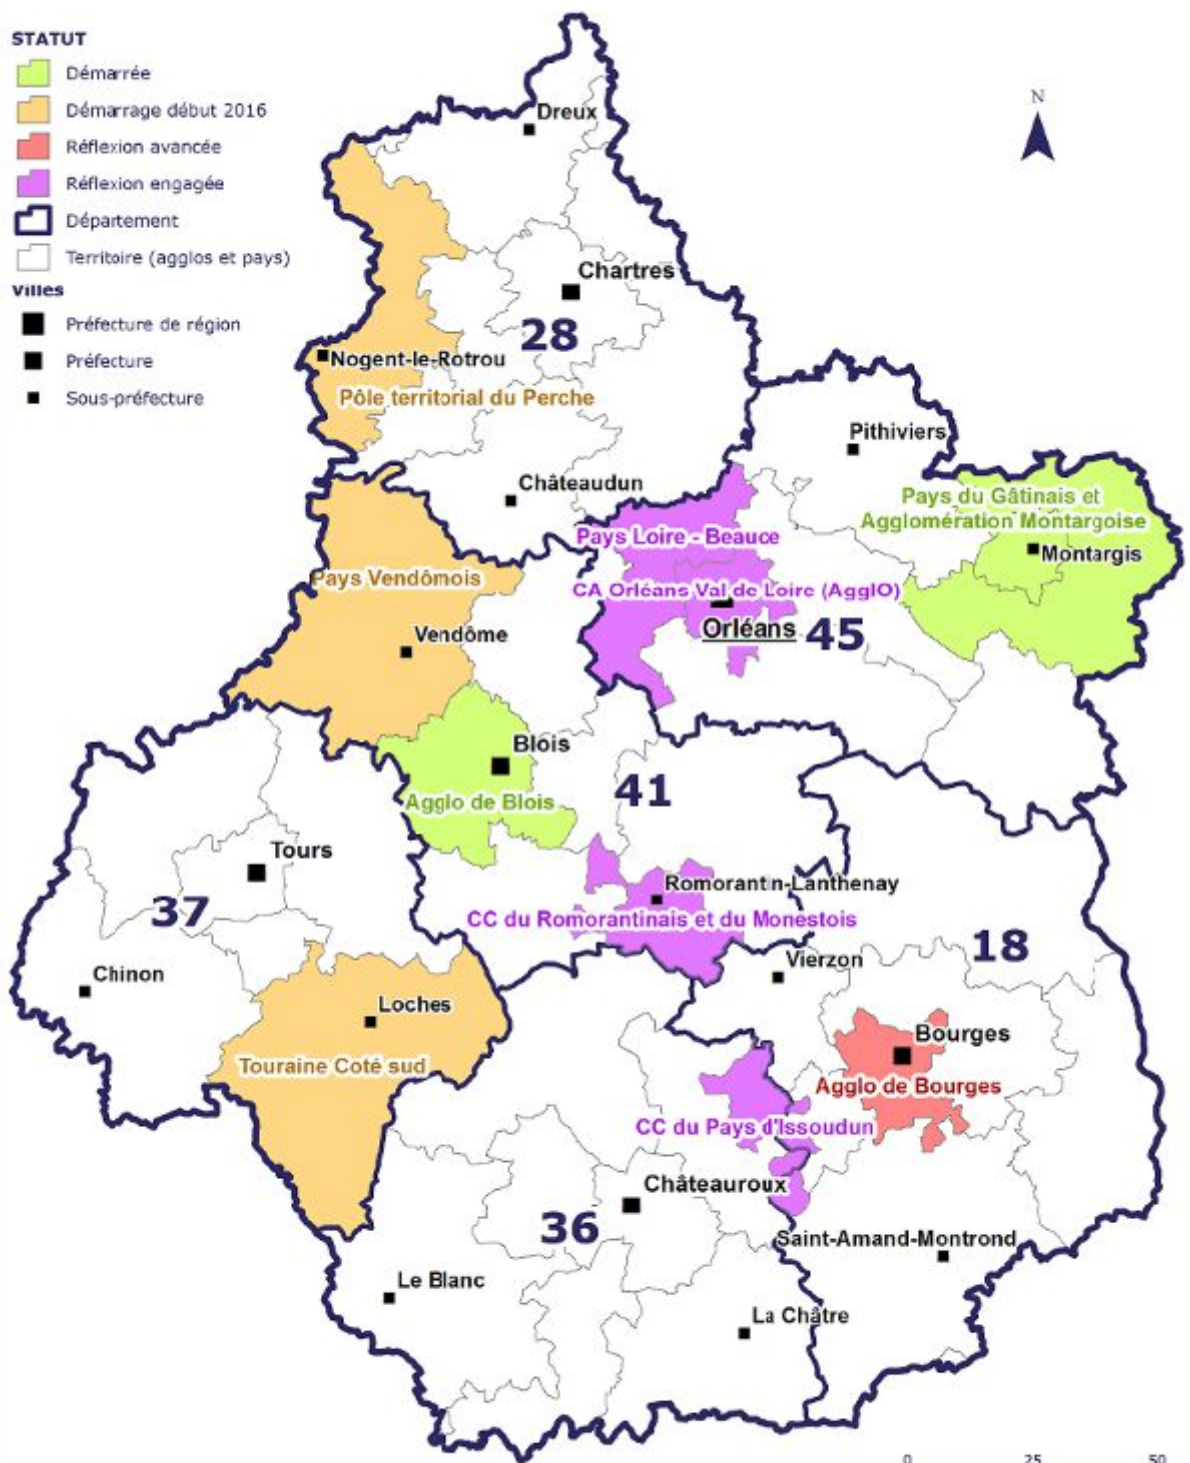 STATUT
Démarrée
Démarrage début 2016
Réflexion avancée
Réflexion engagée
Département
Territoire (agglos et pays)
Villes
Préfecture de région
Préfecture
Sous-préfecture
N
Dreux
Chartres
28
Nogent-le-Rotrou
Pôle territorial du Perche
Châteaudun
Pithiviers
Pays du Gâtinais et
Agglomération Montargoise
Montargis
Pays Loire - Beauce
CA Orléans Val de Loire (AgglO)
Orléans
45
Pays Vendômois
Vendôme
Blois
Agglo de Blois
41
Tours
37
Romorantin-Lanthenay
CC du Romorantinais et du Monestois
Chinon
Loches
Touraine Coté sud
Vierzon
18
Bourges
Agglo de Bourges
CC du Pays d'Issoudun
Châteauroux
36
Saint-Amand-Montrond
Le Blanc
La Châtre
0 25 50